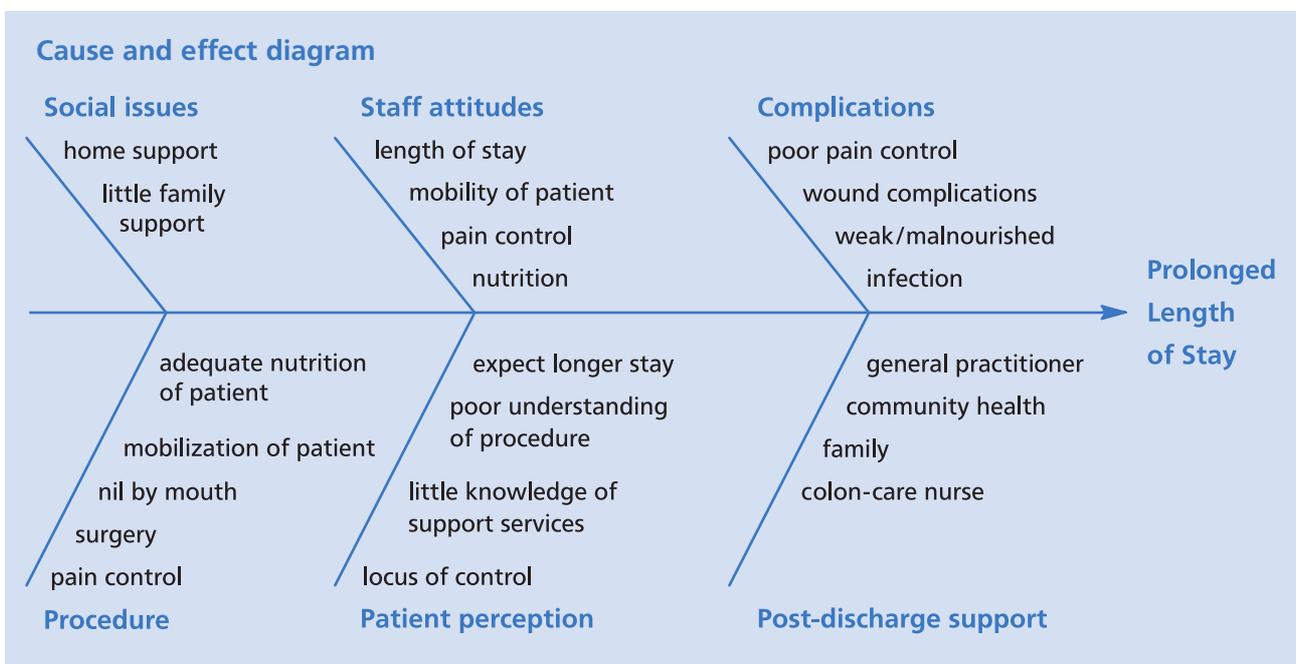 Cause and effect diagram
Social issues
home support
little family
support
Staff attitudes
length of stay
mobility of patient
pain control
nutrition
Complications
poor pain control
wound complications
weak/malnourished
infection
Prolonged
Length
of Stay
adequate nutrition
of patient
mobilization of patient
nil by mouth
surgery
pain control
Procedure
expect longer stay
poor understanding
of procedure
little knowledge of
support services
locus of control
Patient perception
general practitioner
community health
family
colon-care nurse
Post-discharge support